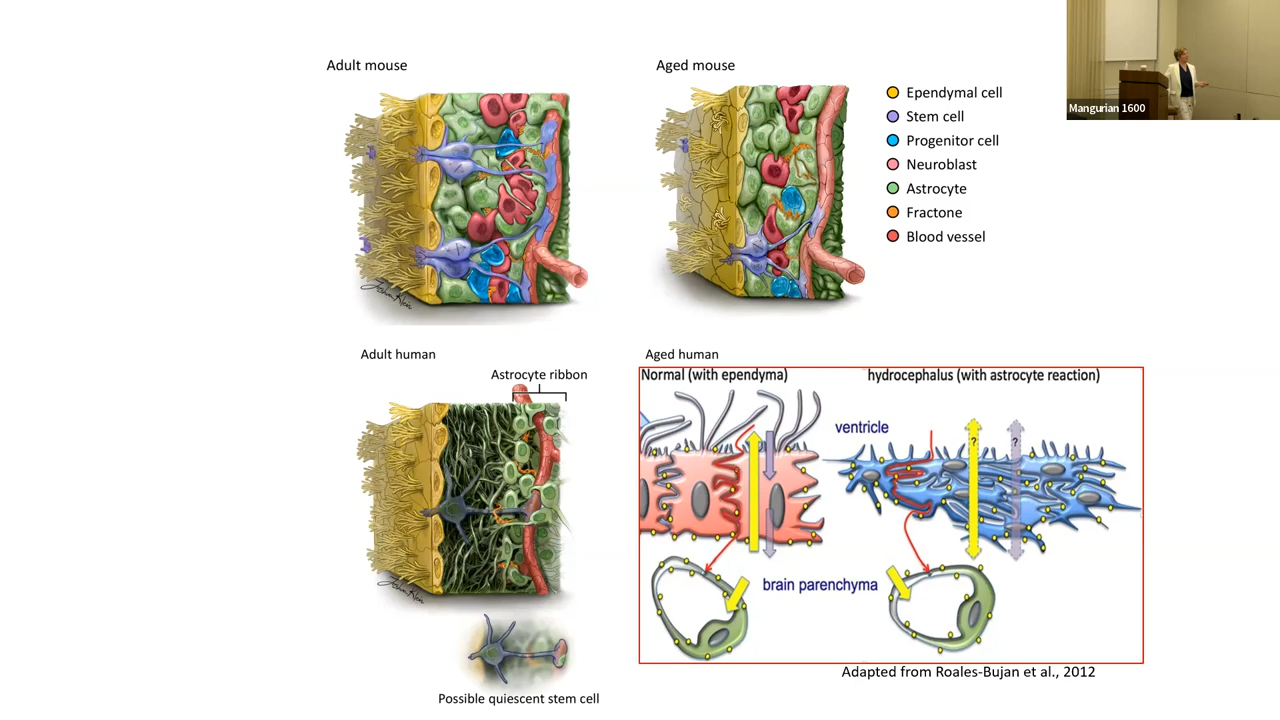 Adult mouse
Aged mouse
Ependymal cell
Stem cell
Progenitor cell
Neuroblast
Astrocyte
Fractone
Blood vessel
Mangurian 1600
Adult human
Astrocyte ribbon
Possible quiescent stem cell
Aged human
Normal (with ependyma)
hydrocephalus (with astrocyte reaction)
ventricle
?
?
brain parenchyma
Adapted from Roales-Bujan et al., 2012